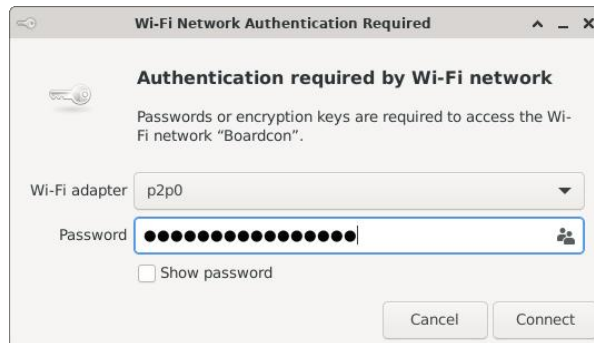 Wi-Fi Network Authentication Required
Authentication required by Wi-Fi network
Passwords or encryption keys are required to access the Wi-
Fi network “Boardcon”.
Wi-Fi adapter p2p0
Password ●●●●●●●●●●●●●●●●
Show password
Cancel Connect